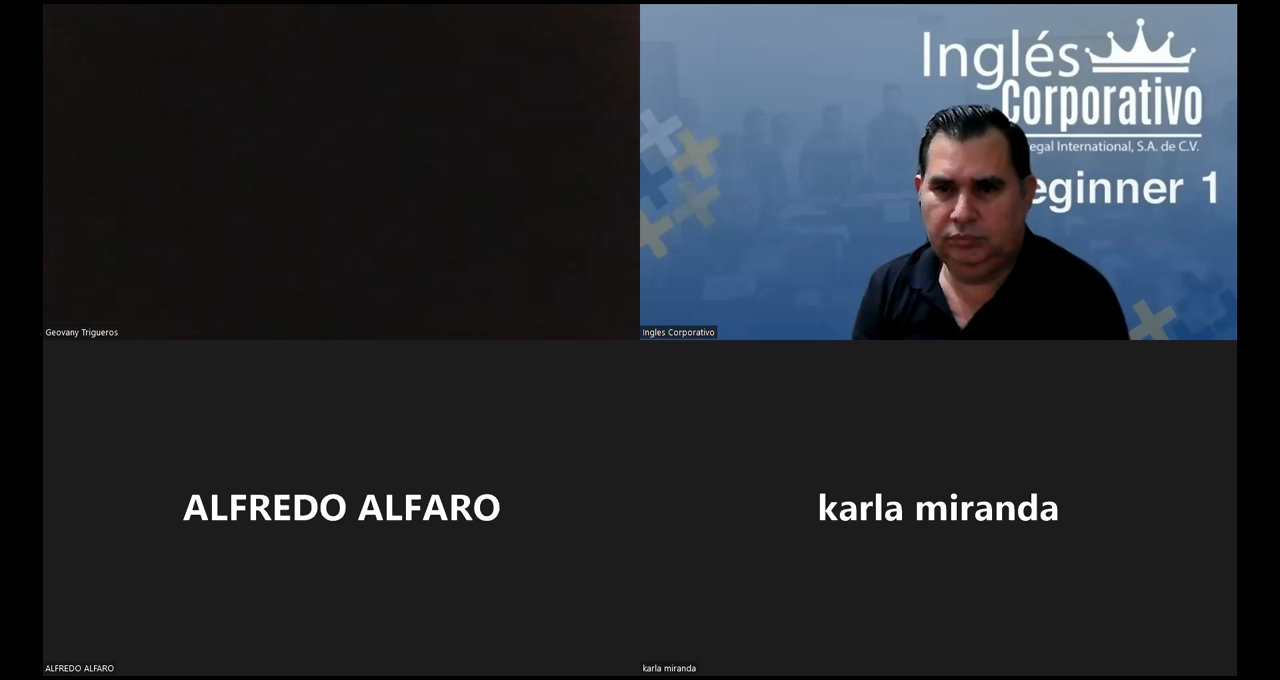 Inglés
Corporativo
egal International, S.A. de C.V.
eginner 1
Geovany Trigueros
Ingles Corporativo
ALFREDO ALFARO
karla miranda
ALFREDO ALFARO
karla miranda